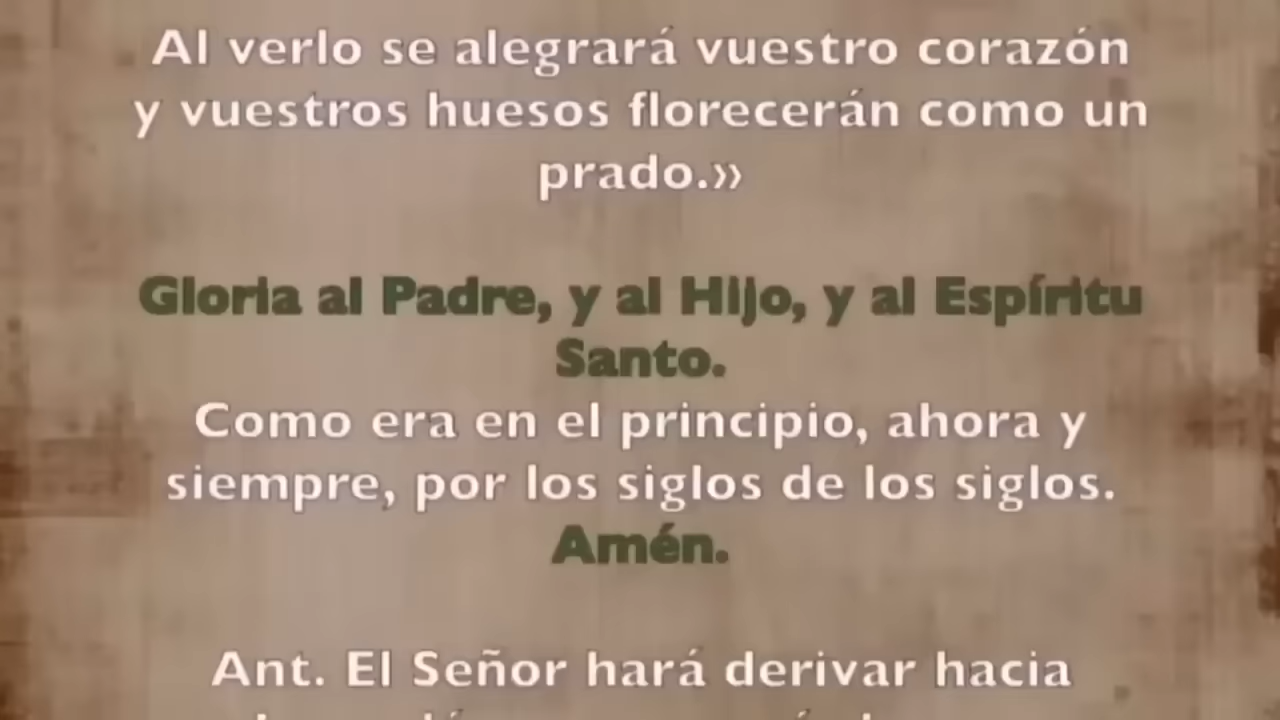 Al verlo se alegrará vuestro corazón
y vuestros huesos florecerán como un
prado.»
Gloria al Padre, y al Hijo, y al Espíritu
Santo.
Como era en el principio, ahora y
siempre, por los siglos de los siglos.
Amén.
Ant. El Señor hará derivar hacia